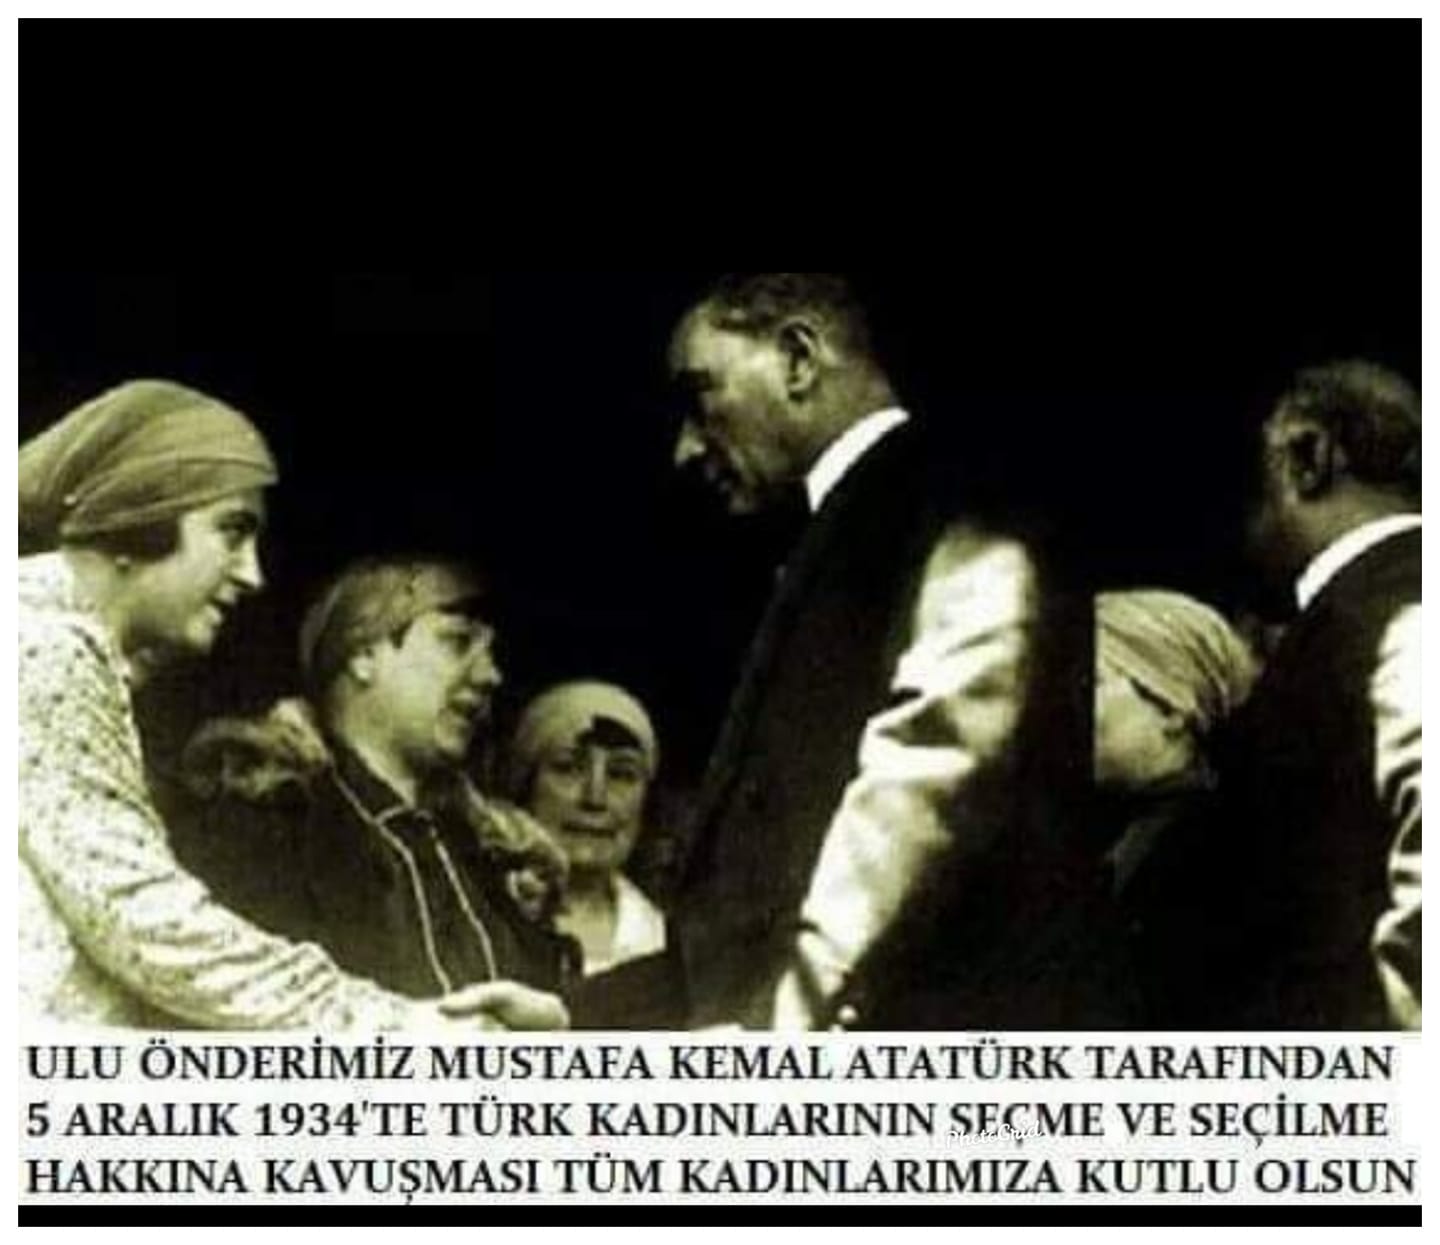 ULU ÖNDERİMİZ MUSTAFA KEMAL ATATÜRK TARAFINDAN
5 ARALIK 1934'TE TÜRK KADINLARININ SEÇME VE SEÇİLME
PhotoGrid
HAKKINA KAVUŞMASI TÜM KADINLARIMIZA KUTLU OLSUN